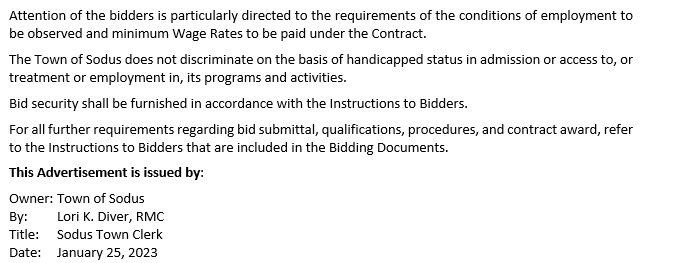 Attention of the bidders is particularly directed to the requirements of the conditions of employment to
be observed and minimum Wage Rates to be paid under the Contract.
The Town of Sodus does not discriminate on the basis of handicapped status in admission or access to, or
treatment or employment in, its programs and activities.
Bid security shall be furnished in accordance with the Instructions to Bidders.
For all further requirements regarding bid submittal, qualifications, procedures, and contract award, refer
to the Instructions to Bidders that are included in the Bidding Documents.
This Advertisement is issued by:
Owner: Town of Sodus
By: Lori K. Diver, RMC
Title: Sodus Town Clerk
Date: January 25, 2023